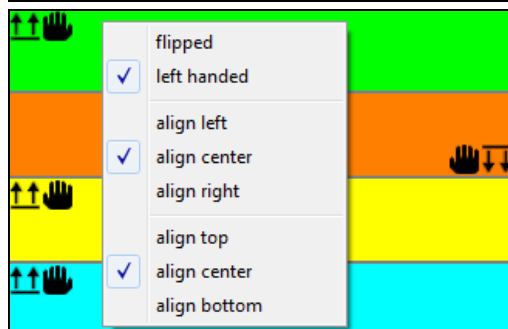 flipped
left handed
align left
align center
align right
align top
align center
align bottom